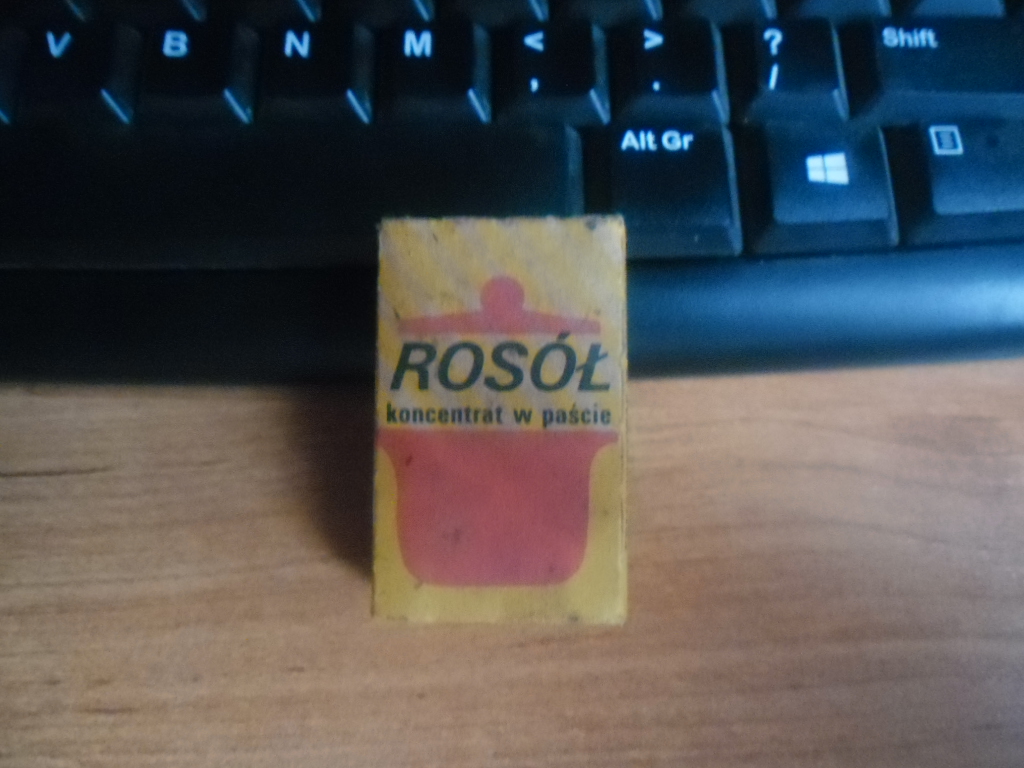 V B N M < > ? Shift
, . /
Alt Gr
ROSÓŁ
koncentrat w paście